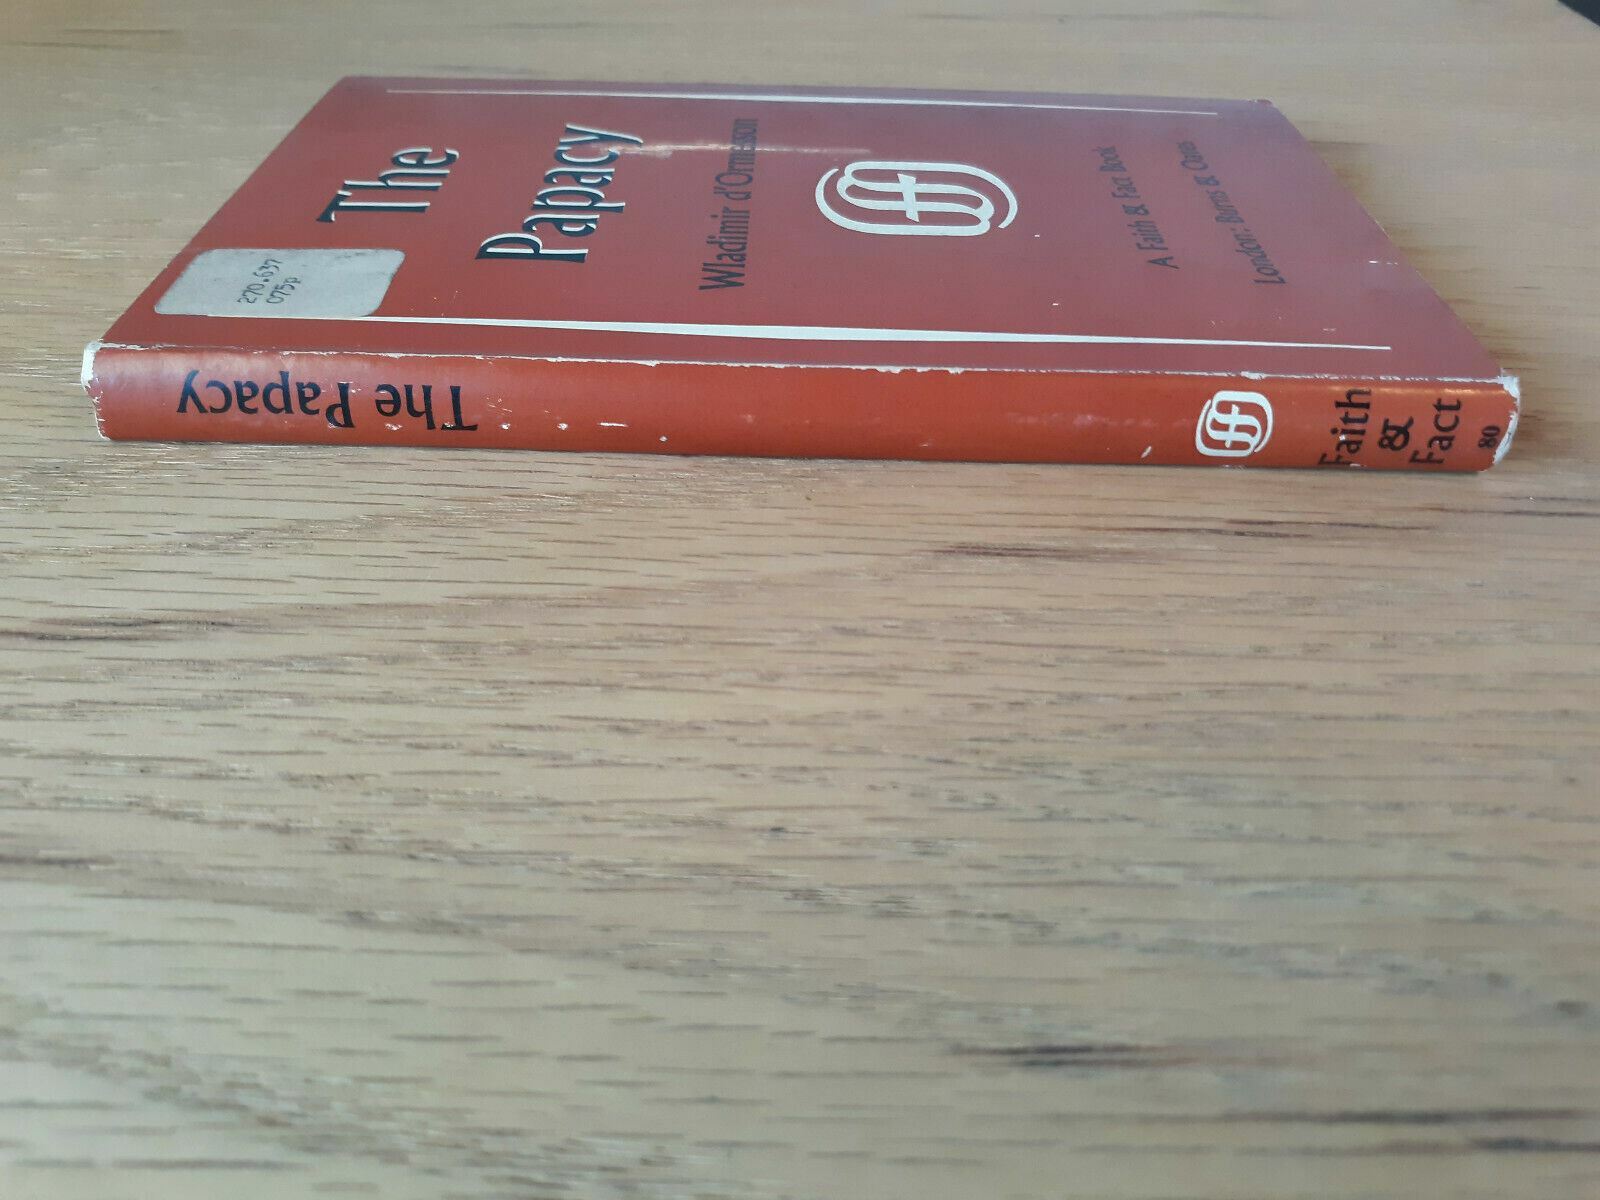 270.637
075p
The
Papacy
Wladimir d'Ormesson
A Faith & Fact Book
London: Burns & Oates
The Papacy
Faith
&
Fact
80